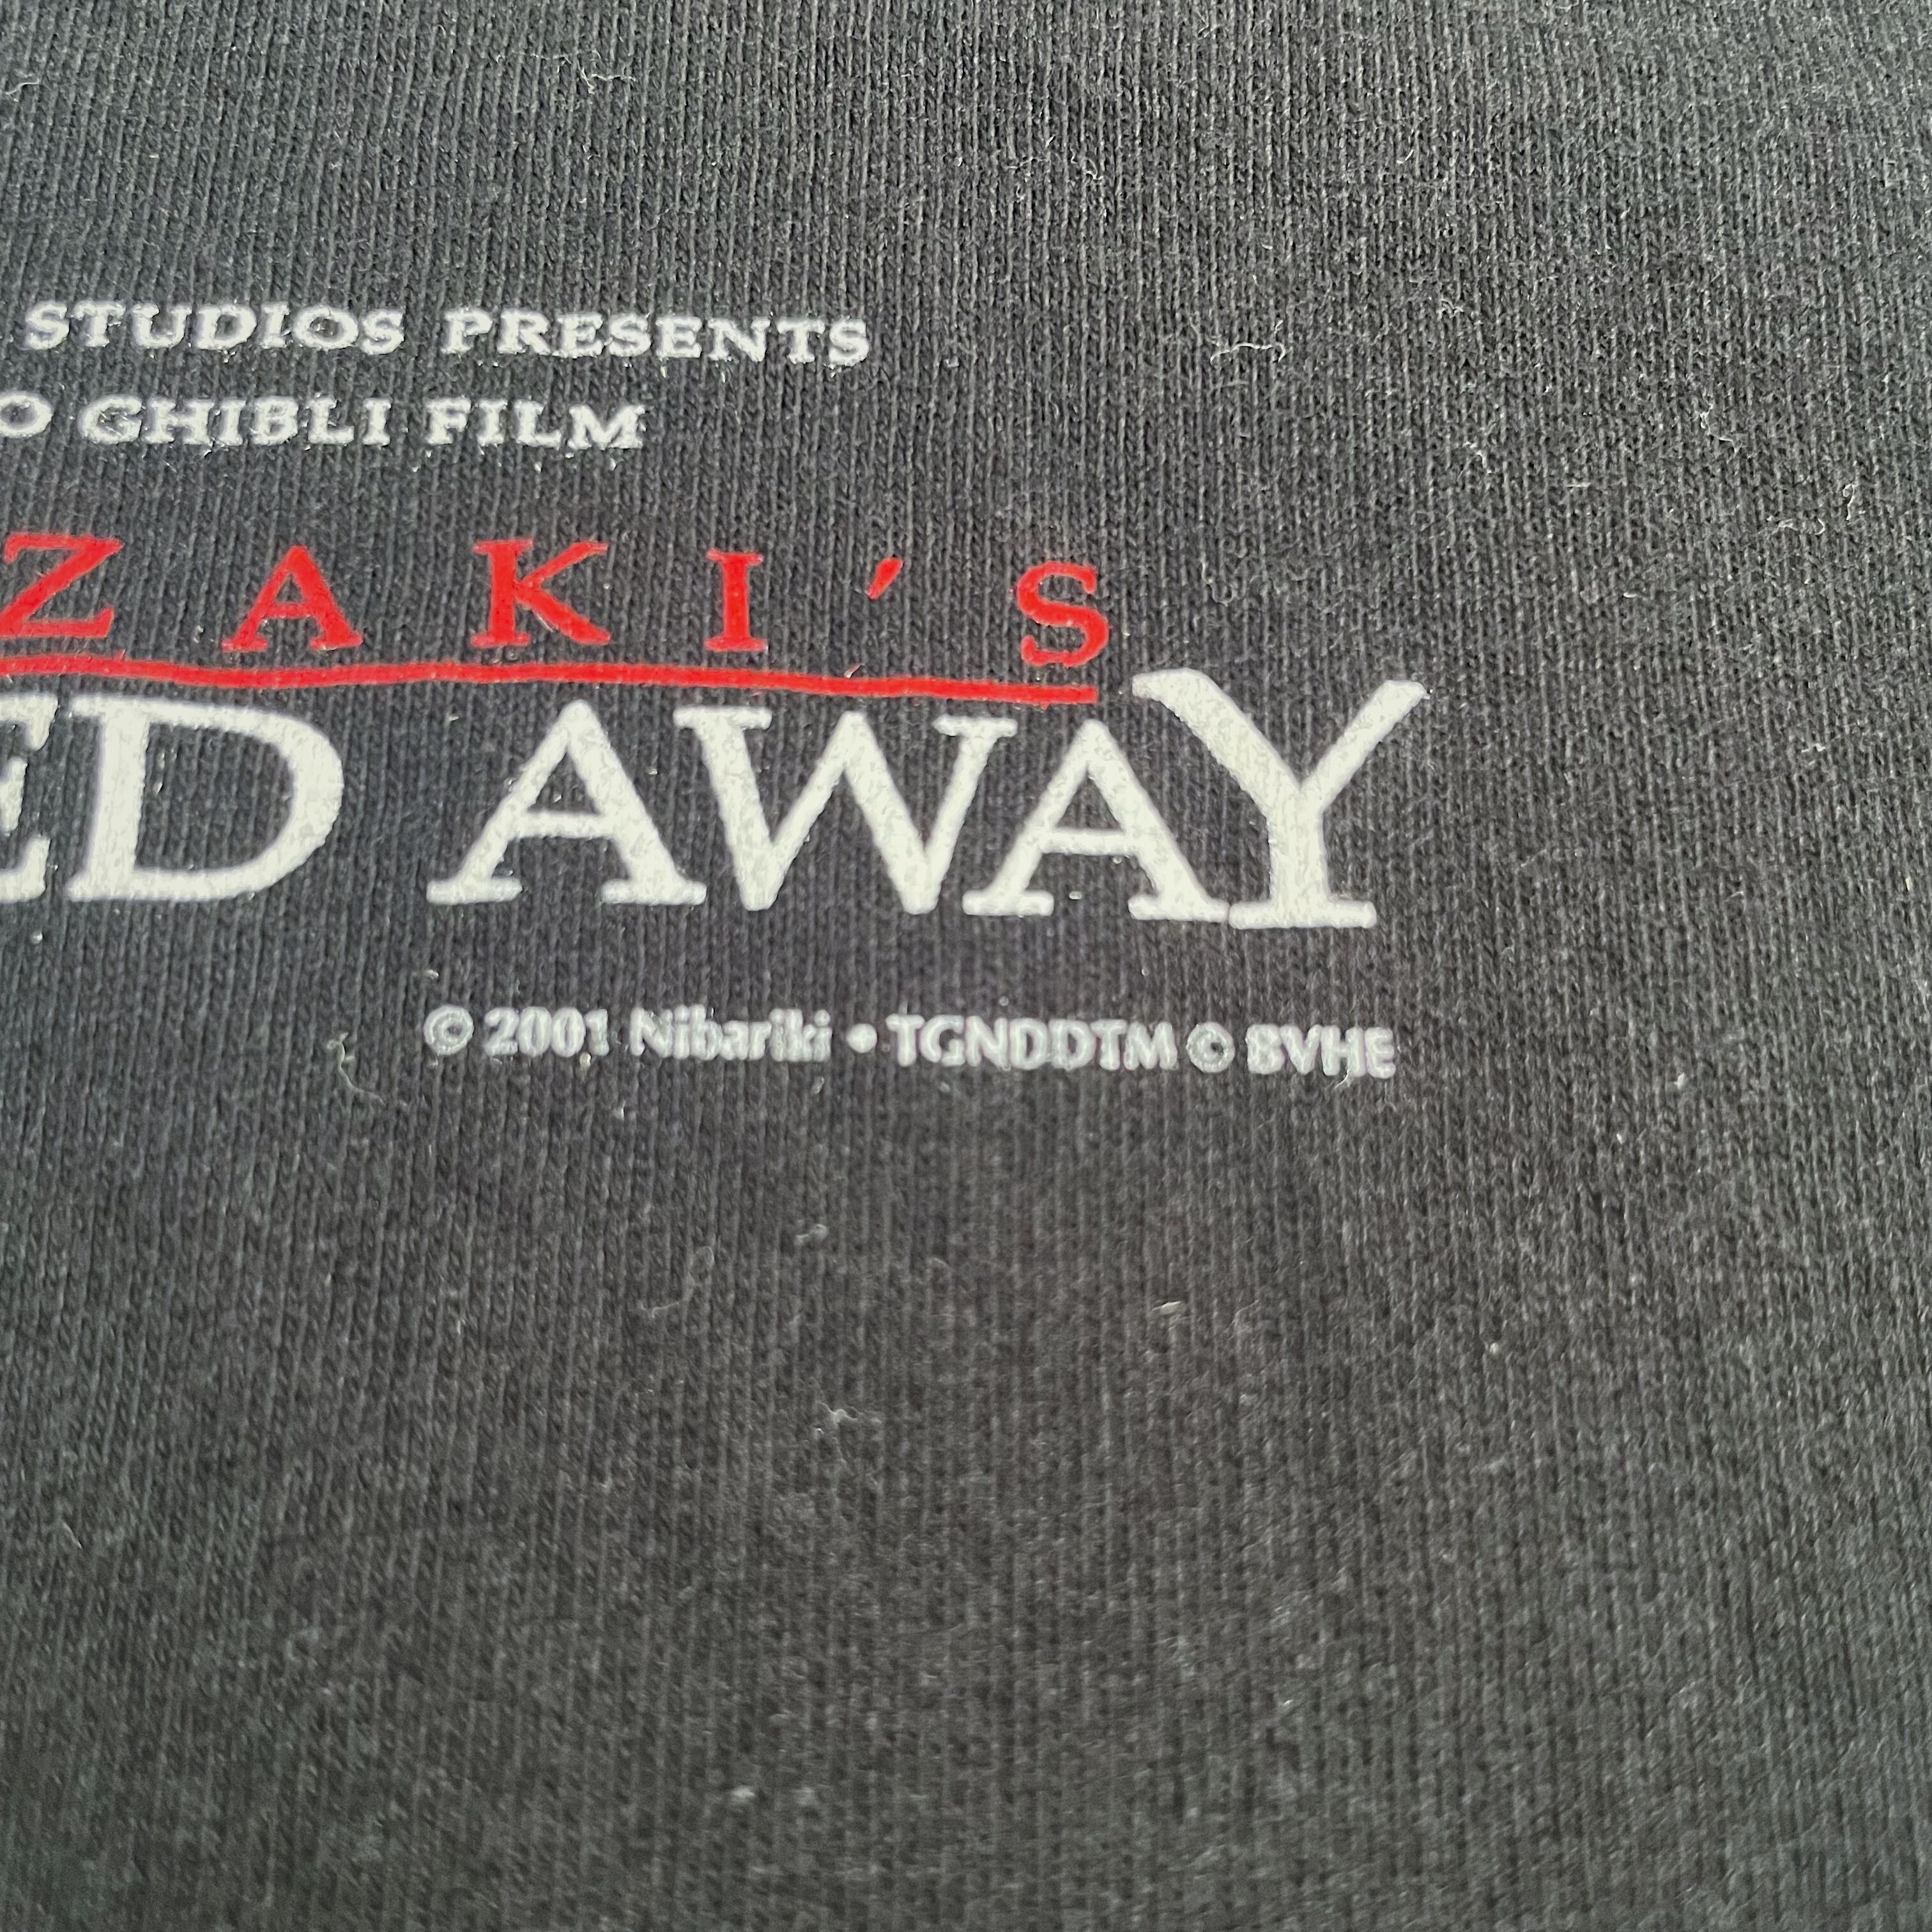 STUDIOS PRESENTS
O GHIBLI FILM
ZAKI'S
ED AWAY
© 2001 Nibariki • TGNDDTM © BVHE